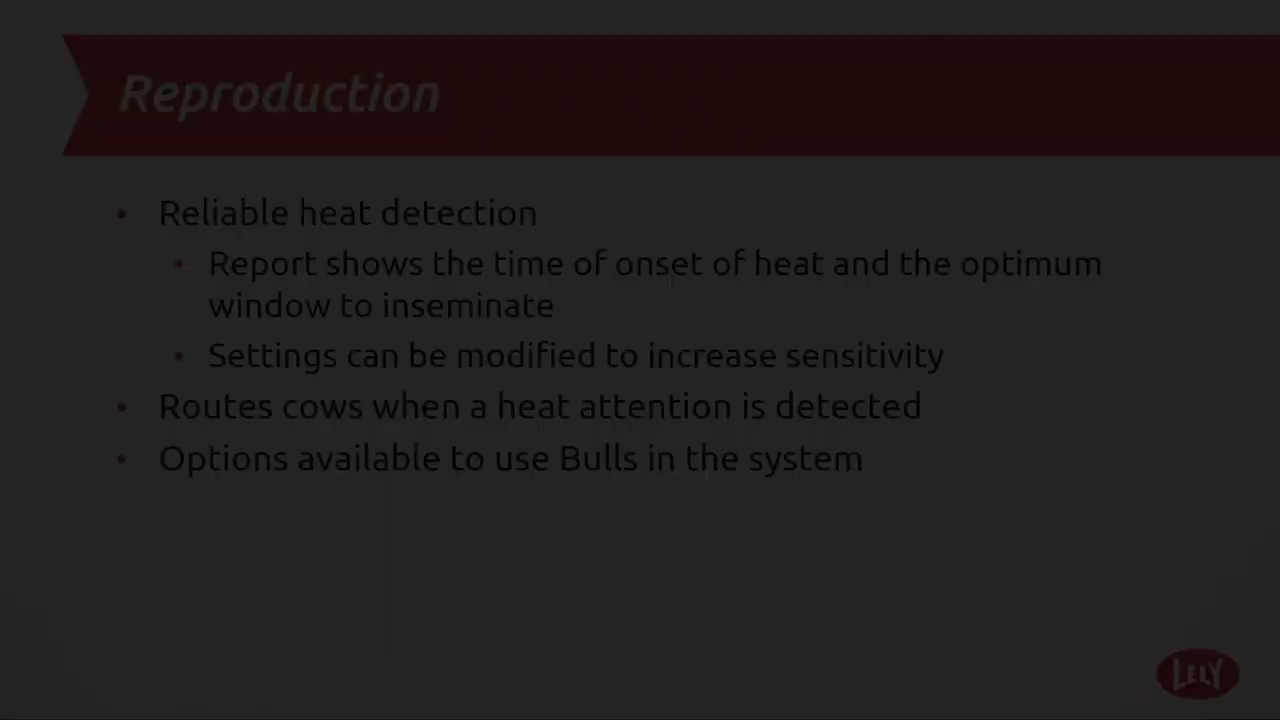 Reproduction
• Reliable heat detection
• Report shows the time of onset of heat and the optimum
window to inseminate
• Settings can be modified to increase sensitivity
• Routes cows when a heat attention is detected
• Options available to use Bulls in the system
LELY